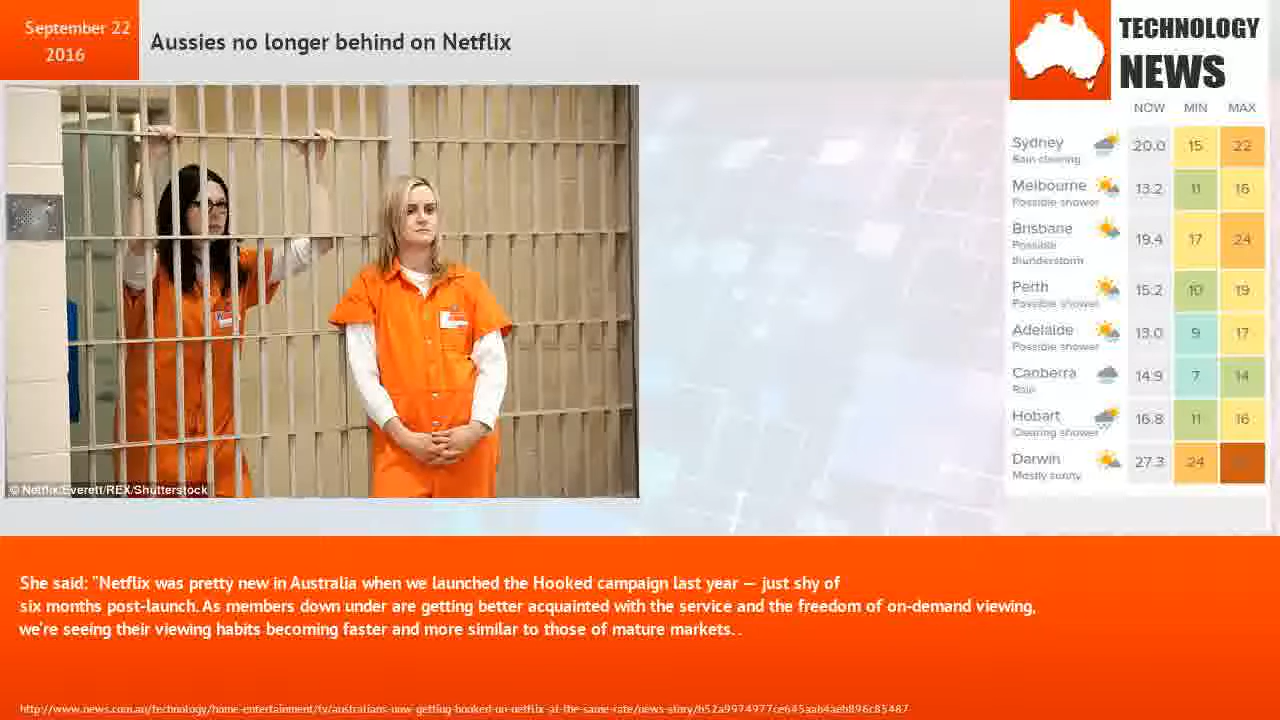 September 22
2016
Aussies no longer behind on Netflix
TECHNOLOGY
NEWS
NOW MIN MAX
Sydney 20.0 15 22
Rain clearing
Melbourne 13.2 11 16
Possible shower
Brisbane 19.4 17 24
Possible
thunderstorm
Perth 15.2 10 19
Possible shower
Adelaide 13.0 9 17
Possible shower
Canberra 14.9 7 14
Rain
Hobart 16.8 11 16
Clearing shower
Darwin 27.3 24
Mostly sunny
© Netflix/Everett/REX/Shutterstock
She said: "Netflix was pretty new in Australia when we launched the Hooked campaign last year — just shy of
six months post-launch. As members down under are getting better acquainted with the service and the freedom of on-demand viewing,
we're seeing their viewing habits becoming faster and more similar to those of mature markets. .